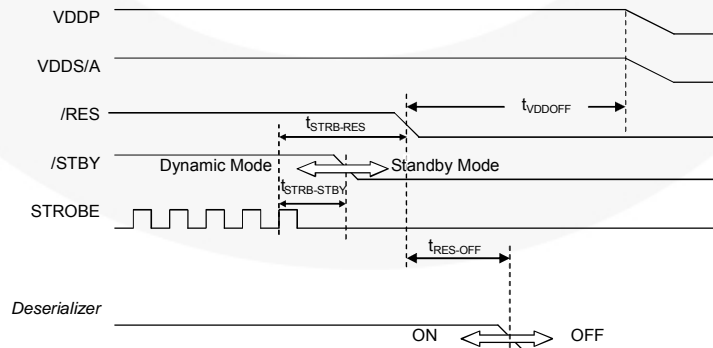 VDDP
VDDS/A
/RES
tVDDOFF
tSTRB-RES
/STBY
Dynamic Mode
Standby Mode
tSTRB-STBY
STROBE
tRES-OFF
Deserializer
ON
OFF